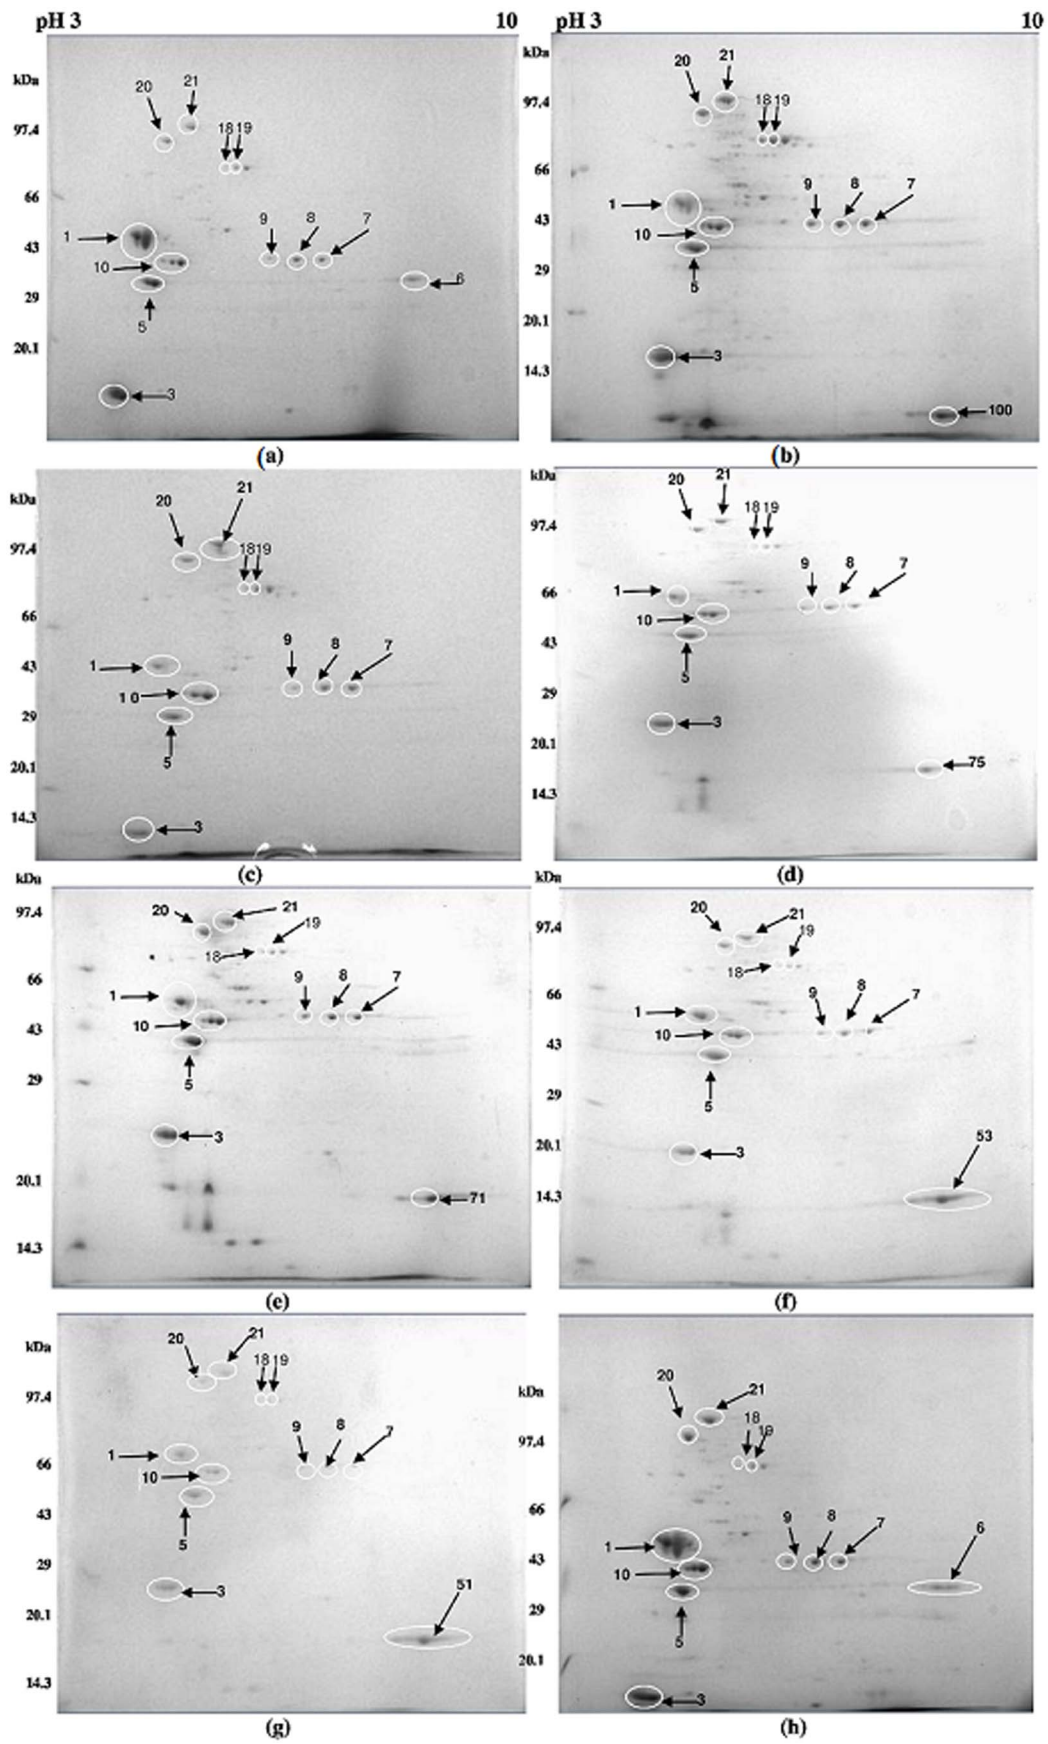 pH 3 10 pH 3 10
kDa 20 21 18 19
97.4
66
1 9 8 7
43
10 6
29
5
20.1
3
(a)
kDa 20 21 18 19
97.4
66
1 9 8 7
43
10
29
5
20.1
3
14.3
100
(b)
kDa 20 21
97.4 18 19
66
43 1 9 8 7
1 0
29
5
20.1
14.3 3
(c)
kDa 20 21
97.4 18 19
66 1 9 8 7
10
43
5
29
3
20.1
75
14.3
(d)
kDa
97.4 20 21
19
18
66 1 9 8 7
10
43
5
29
3
20.1
71
14.3
(e)
kDa
97.4 20 21
19
18
66 9 8 7
1
10
43
29 5
20.1 3 53
14.3
(f)
kDa 20 21
18 19
97.4
1 9 8 7
66 10
43
5
29
3 51
20.1
14.3
(g)
kDa 20 21
18
19
97.4
66
9 8 7 6
1
43
10
29
5
20.1
3
(h)